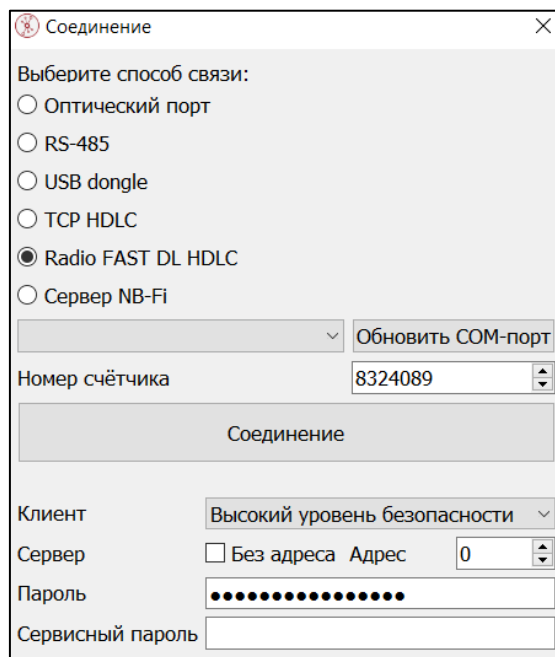 Соединение
Выберите способ связи:
Оптический порт
RS-485
USB dongle
TCP HDLC
Radio FAST DL HDLC
Сервер NB-Fi
Обновить COM-порт
Номер счётчика 8324089
Соединение
Клиент Высокий уровень безопасности
Сервер Без адреса Адрес 0
Пароль ●●●●●●●●●●●●●●●●
Сервисный пароль